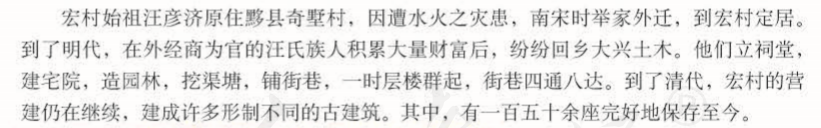 宏村始祖汪彦济原住黟县奇墅村，因遭水火之灾患，南宋时举家外迁，到宏村定居。
到了明代，在外经商为官的汪氏族人积累大量财富后，纷纷回乡大兴土木。他们立祠堂，
建宅院，造园林，挖渠塘，铺街巷，一时层楼群起，街巷四通八达。到了清代，宏村的营
建仍在继续，建成许多形制不同的古建筑。其中，有一百五十余座完好地保存至今。